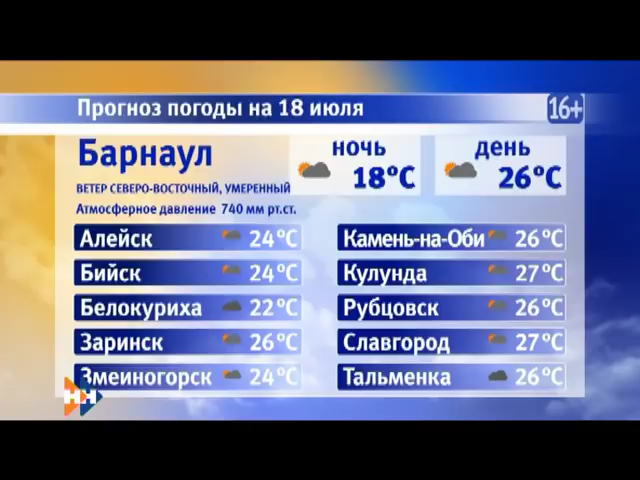 Прогноз погоды на 18 июля
16+
Барнаул
ночь
18°C
день
26°C
ВЕТЕР СЕВЕРО-ВОСТОЧНЫЙ, УМЕРЕННЫЙ
Атмосферное давление 740 мм рт.ст.
Алейск 24°C
Бийск 24°C
Белокуриха 22°C
Заринск 26°C
Змеиногорск 24°C
Камень-на-Оби 26°C
Кулунда 27°C
Рубцовск 26°C
Славгород 27°C
Тальменка 26°C
НН